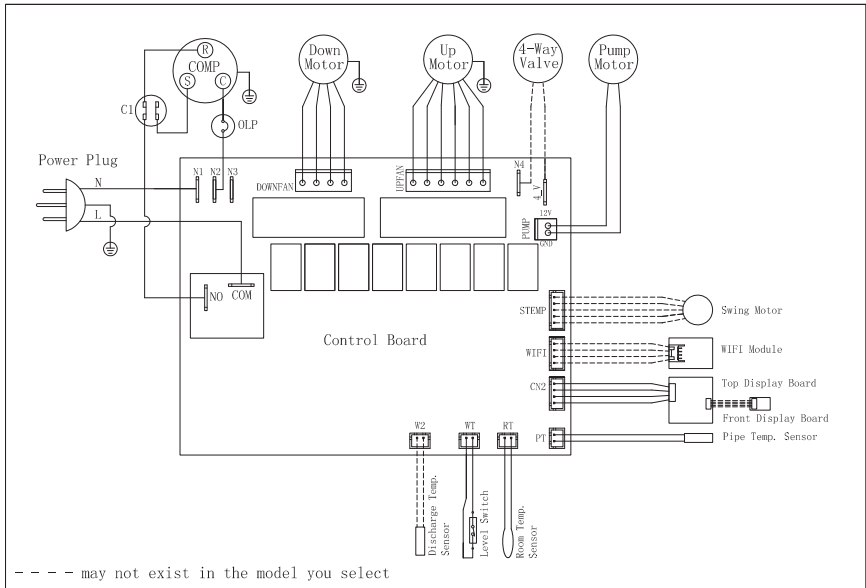 R
COMP
S
C
C1
OLP
Down
Motor
Up
Motor
4-Way
Valve
Pump
Motor
Power Plug
N
L
N1
N2
N3
DOWNFAN
UPFAN
N4
4_V
12V
PUMP
GND
NO
COM
Control Board
STEMP
Swing Motor
WIFI
WIFI Module
CN2
Top Display Board
Front Display Board
PT
Pipe Temp. Sensor
W2
WT
RT
Discharge Temp.
Sensor
Level Switch
Room Temp.
Sensor
- - - - may not exist in the model you select